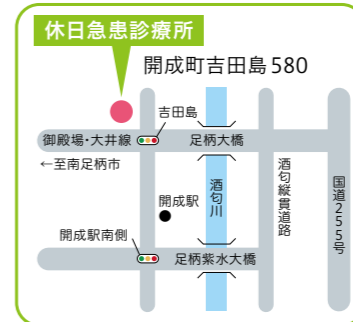 休日急患診療所
開成町吉田島580
吉田島
御殿場・大井線
足柄大橋
←至南足柄市
開成駅
酒匂川
酒匂縦貫道路
国道255号
開成駅南側
足柄紫水大橋